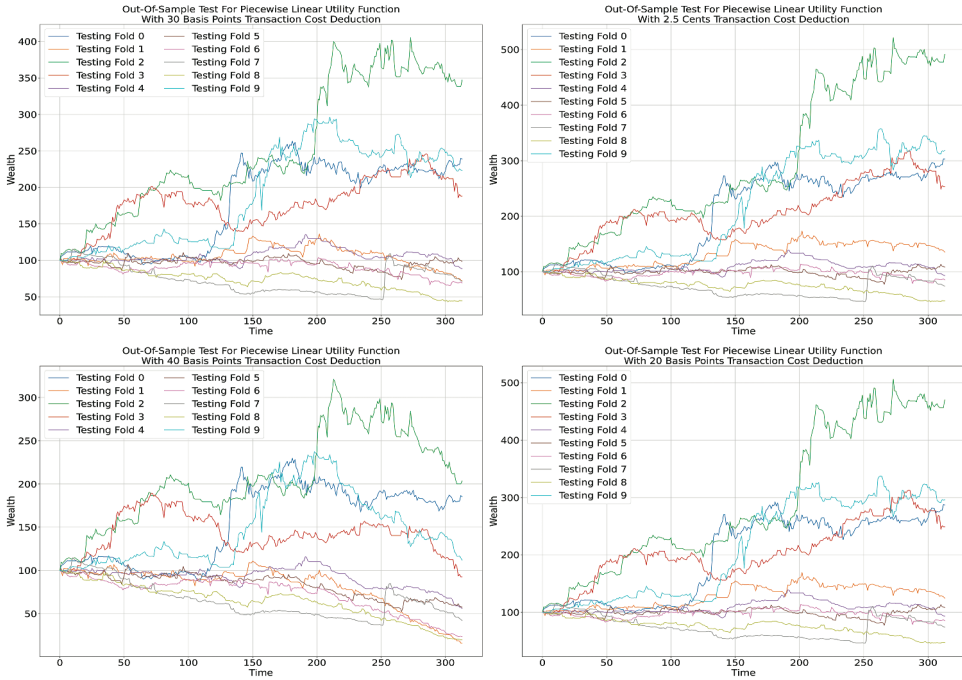 Out-Of-Sample Test For Piecewise Linear Utility Function
With 30 Basis Points Transaction Cost Deduction
Testing Fold 0
Testing Fold 1
Testing Fold 2
Testing Fold 3
Testing Fold 4
Testing Fold 5
Testing Fold 6
Testing Fold 7
Testing Fold 8
Testing Fold 9
400
350
300
250
200
150
100
50
Wealth
0
50
100
150
200
250
300
Time
Out-Of-Sample Test For Piecewise Linear Utility Function
With 2.5 Cents Transaction Cost Deduction
Testing Fold 0
Testing Fold 1
Testing Fold 2
Testing Fold 3
Testing Fold 4
Testing Fold 5
Testing Fold 6
Testing Fold 7
Testing Fold 8
Testing Fold 9
500
400
300
200
100
Wealth
0
50
100
150
200
250
300
Time
Out-Of-Sample Test For Piecewise Linear Utility Function
With 40 Basis Points Transaction Cost Deduction
Testing Fold 0
Testing Fold 1
Testing Fold 2
Testing Fold 3
Testing Fold 4
Testing Fold 5
Testing Fold 6
Testing Fold 7
Testing Fold 8
Testing Fold 9
300
250
200
150
100
50
Wealth
0
50
100
150
200
250
300
Time
Out-Of-Sample Test For Piecewise Linear Utility Function
With 20 Basis Points Transaction Cost Deduction
Testing Fold 0
Testing Fold 1
Testing Fold 2
Testing Fold 3
Testing Fold 4
Testing Fold 5
Testing Fold 6
Testing Fold 7
Testing Fold 8
Testing Fold 9
500
400
300
200
100
Wealth
0
50
100
150
200
250
300
Time